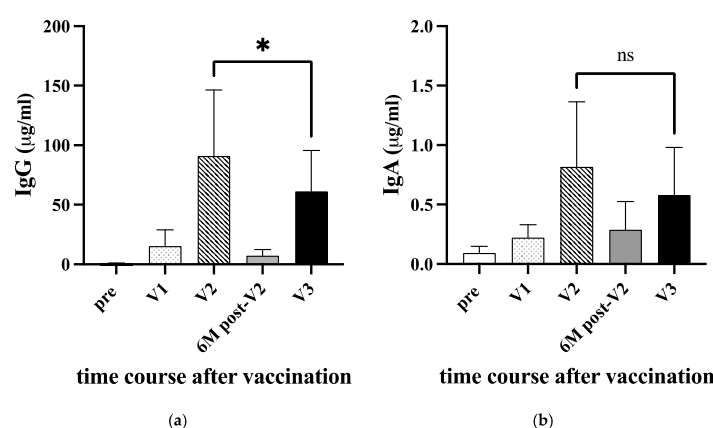 200
150
100
50
0
IgG (μg/ml)
*
pre
V1
V2
6M post-V2
V3
time course after vaccination
(a)
2.0
1.5
1.0
0.5
0.0
IgA (μg/ml)
ns
pre
V1
V2
6M post-V2
V3
time course after vaccination
(b)